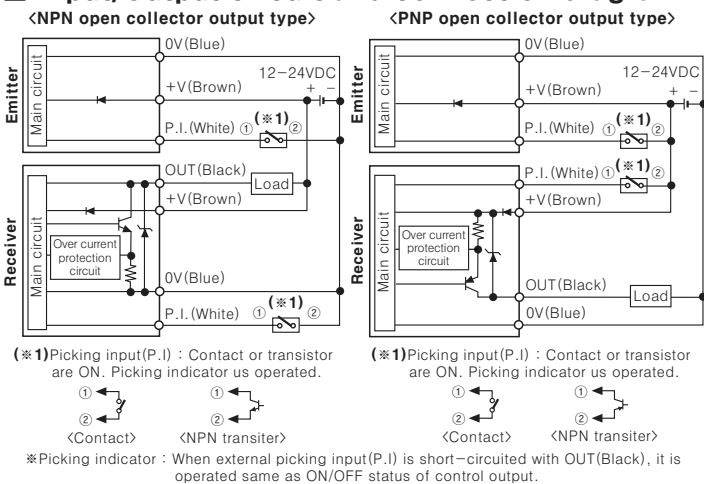 <NPN open collector output type>
0V(Blue)
12-24VDC
+ -
+V(Brown)
(※1)
P.I.(White) ① ②
Emitter
Main circuit
OUT(Black)
Load
+V(Brown)
Over current
protection
circuit
0V(Blue)
(※1)
P.I.(White) ① ②
Receiver
Main circuit
(※1)Picking input(P.I) : Contact or transistor
are ON. Picking indicator us operated.
①
②
<Contact>
①
②
<NPN transiter>
<PNP open collector output type>
0V(Blue)
12-24VDC
+ -
+V(Brown)
(※1)
P.I.(White) ① ②
Emitter
Main circuit
(※1)
P.I.(White) ① ②
+V(Brown)
Over current
protection
circuit
OUT(Black)
Load
0V(Blue)
Receiver
Main circuit
(※1)Picking input(P.I) : Contact or transistor
are ON. Picking indicator us operated.
①
②
<Contact>
①
②
<NPN transiter>
※Picking indicator : When external picking input(P.I) is short-circuited with OUT(Black), it is
operated same as ON/OFF status of control output.